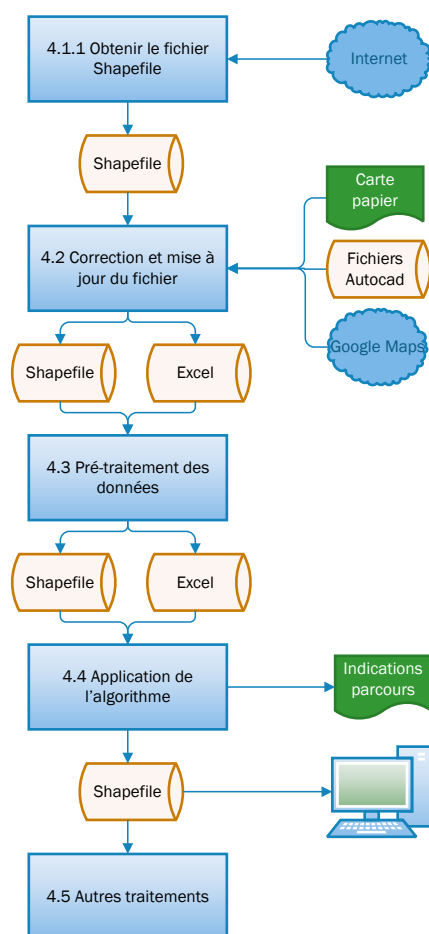 4.1.1 Obtenir le fichier
Shapefile
Internet
Shapefile
Carte
papier
4.2 Correction et mise à
jour du fichier
Fichiers
Autocad
Google Maps
Shapefile
Excel
4.3 Pré-traitement des
données
Shapefile
Excel
4.4 Application de
l'algorithme
Indications
parcours
Shapefile
4.5 Autres traitements